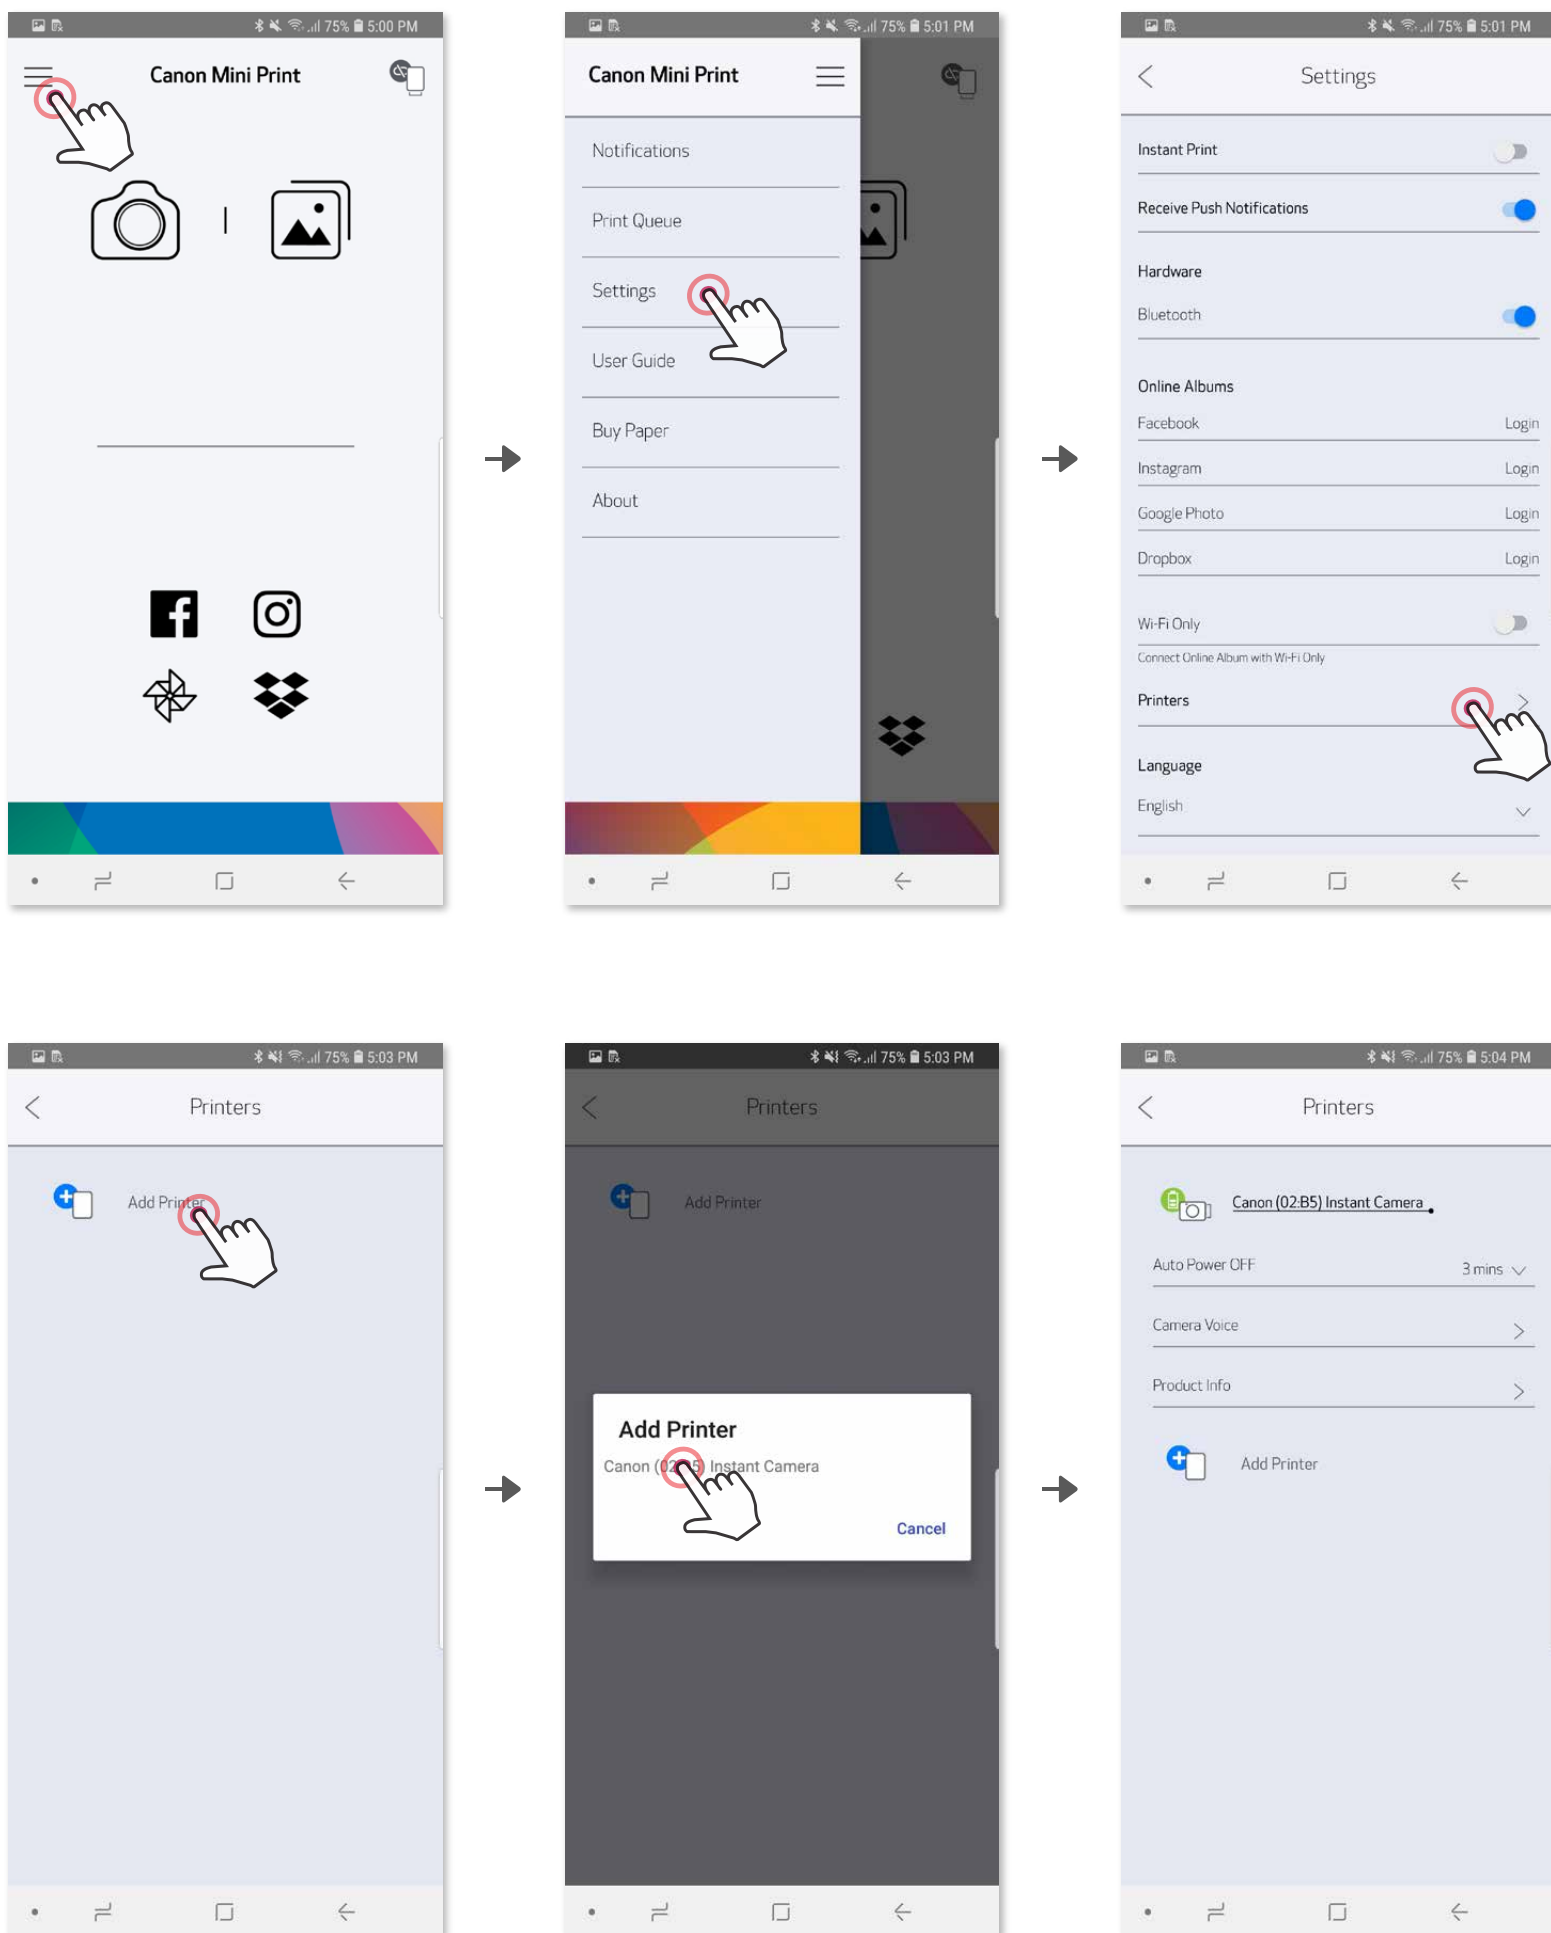 75% 5:00 PM
Canon Mini Print
75% 5:01 PM
Canon Mini Print
Notifications
Print Queue
Settings
User Guide
Buy Paper
About
75% 5:01 PM
Settings
Instant Print
Receive Push Notifications
Hardware
Bluetooth
Online Albums
Facebook Login
Instagram Login
Google Photo Login
Dropbox Login
Wi-Fi Only
Connect Online Album with Wi-Fi Only
Printers
Language
English
75% 5:03 PM
Printers
Add Printer
75% 5:03 PM
Printers
Add Printer
Add Printer
Canon (02:B5) Instant Camera
Cancel
75% 5:04 PM
Printers
Canon (02:B5) Instant Camera
Auto Power OFF 3 mins
Camera Voice
Product Info
Add Printer